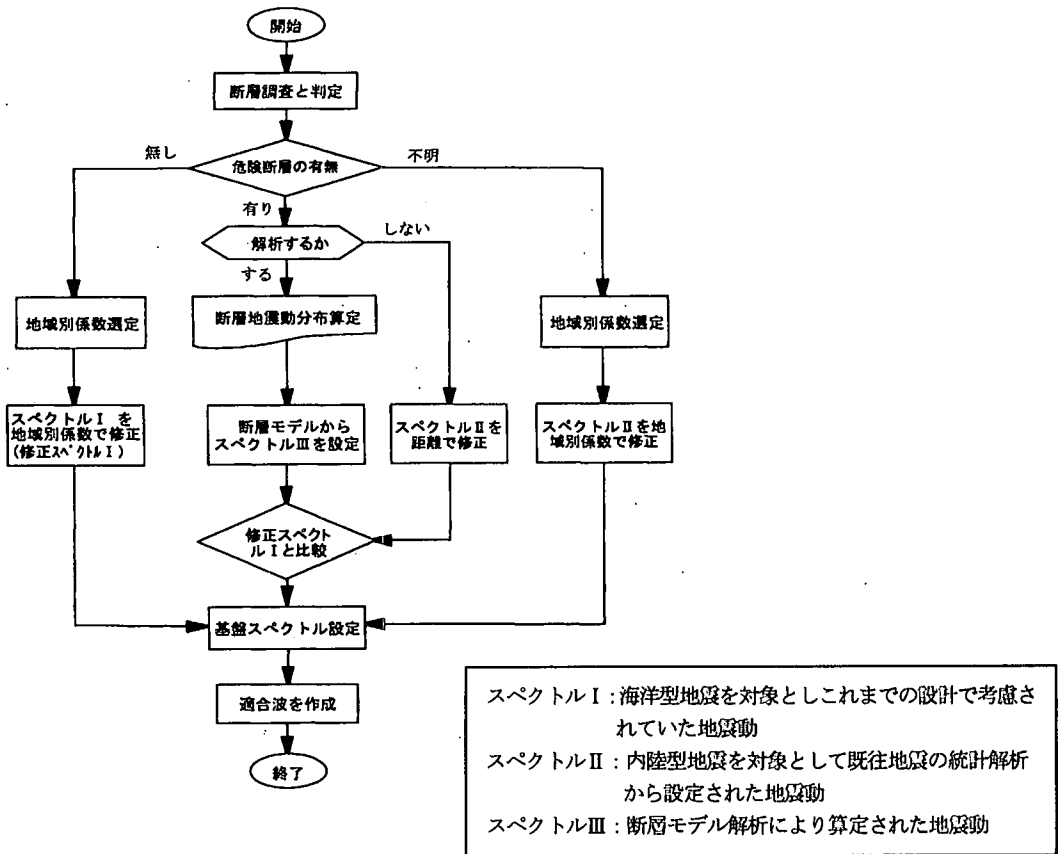 開始
断層調査と判定
無し
危険断層の有無
不明
有り
解析するか
しない
する
地域別係数選定
断層地震動分布算定
地域別係数選定
スペクトルⅠ を
地域別係数で修正
(修正スペクトルⅠ)
断層モデルから
スペクトルⅢを設定
スペクトルⅡを
距離で修正
スペクトルⅡを地
域別係数で修正
修正スペクト
ルⅠと比較
基盤スペクトル設定
適合波を作成
終了
スペクトルⅠ:海洋型地震を対象としこれまでの設計で考慮さ
れていた地震動
スペクトルⅡ:内陸型地震を対象として既往地震の統計解析
から設定された地震動
スペクトルⅢ:断層モデル解析により算定された地震動